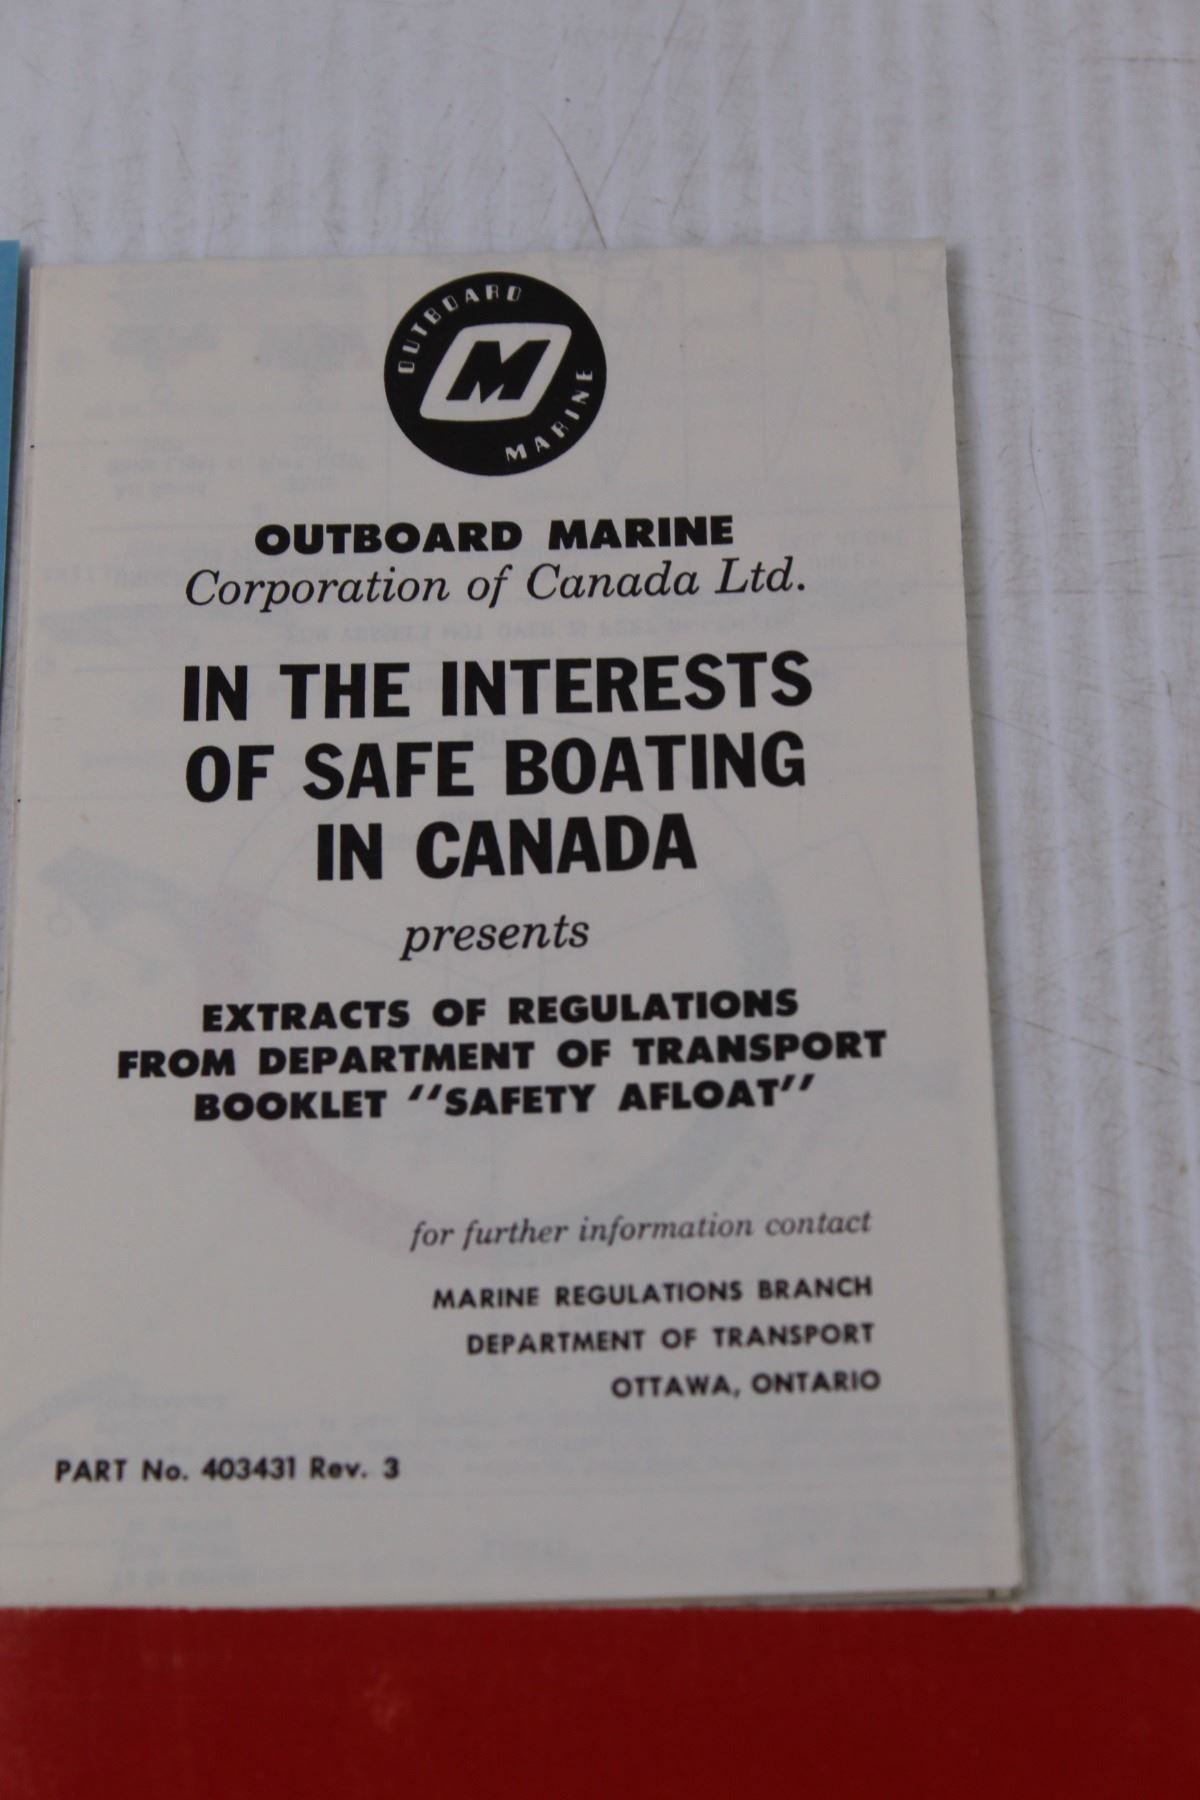 OUTBOARD
M
MARINE
OUTBOARD MARINE
Corporation of Canada Ltd.
IN THE INTERESTS
OF SAFE BOATING
IN CANADA
presents
EXTRACTS OF REGULATIONS
FROM DEPARTMENT OF TRANSPORT
BOOKLET "SAFETY AFLOAT"
for further information contact
MARINE REGULATIONS BRANCH
DEPARTMENT OF TRANSPORT
OTTAWA, ONTARIO
PART No. 403431 Rev. 3